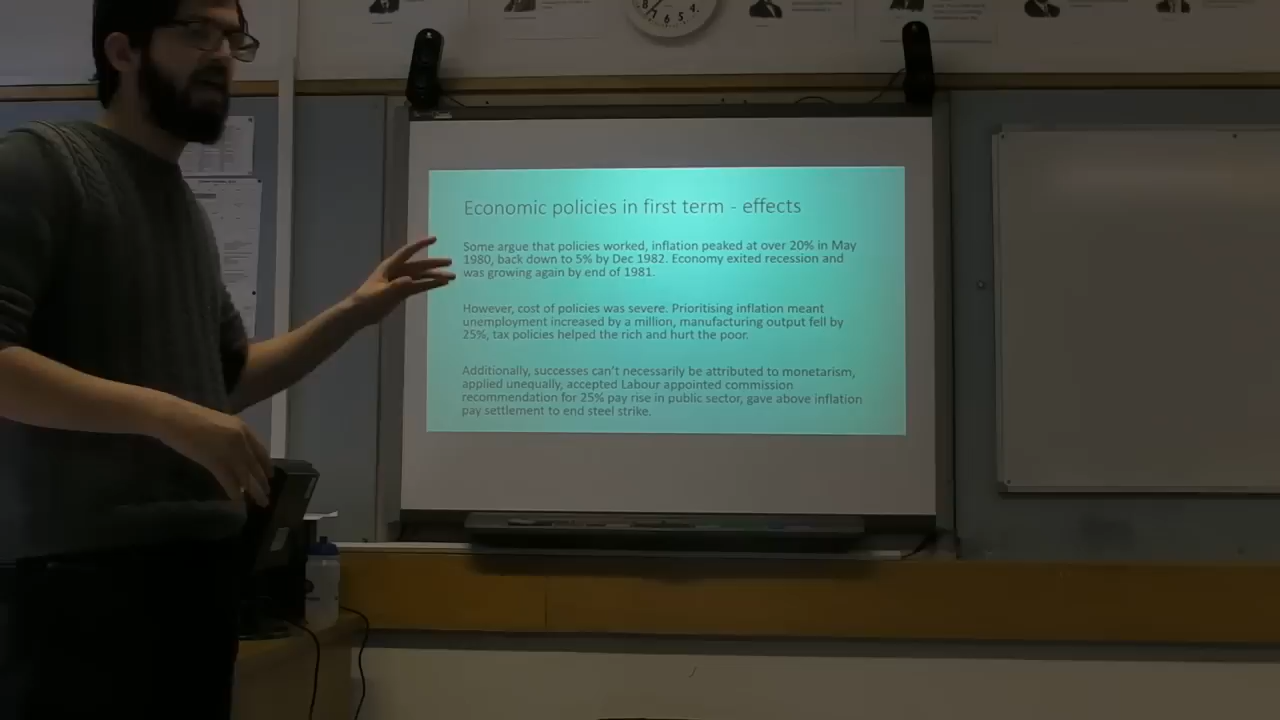 8 7 6 5 4
Economic policies in first term - effects
Some argue that policies worked, inflation peaked at over 20% in May
1980, back down to 5% by Dec 1982. Economy exited recession and
was growing again by end of 1981.
However, cost of policies was severe. Prioritising inflation meant
unemployment increased by a million, manufacturing output fell by
25%, tax policies helped the rich and hurt the poor.
Additionally, successes can't necessarily be attributed to monetarism,
applied unequally, accepted Labour appointed commission
recommendation for 25% pay rise in public sector, gave above inflation
pay settlement to end steel strike.